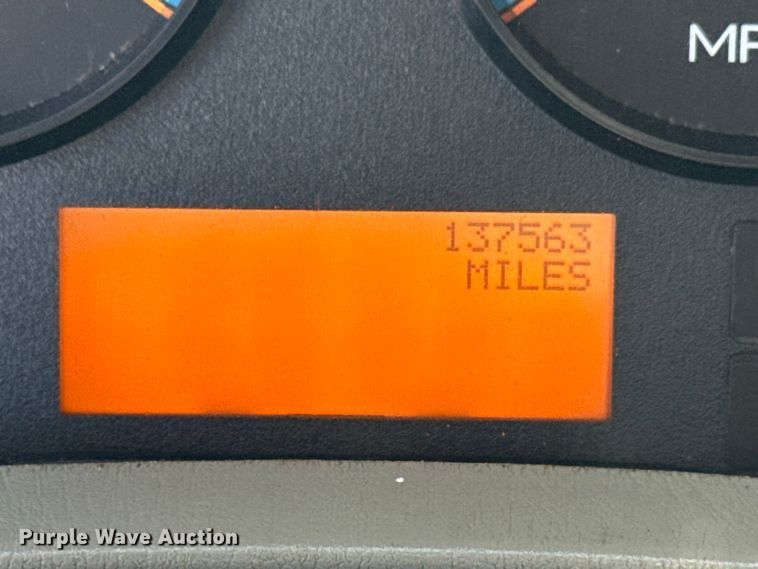 MP
137563
MILES
Purple Wave Auction